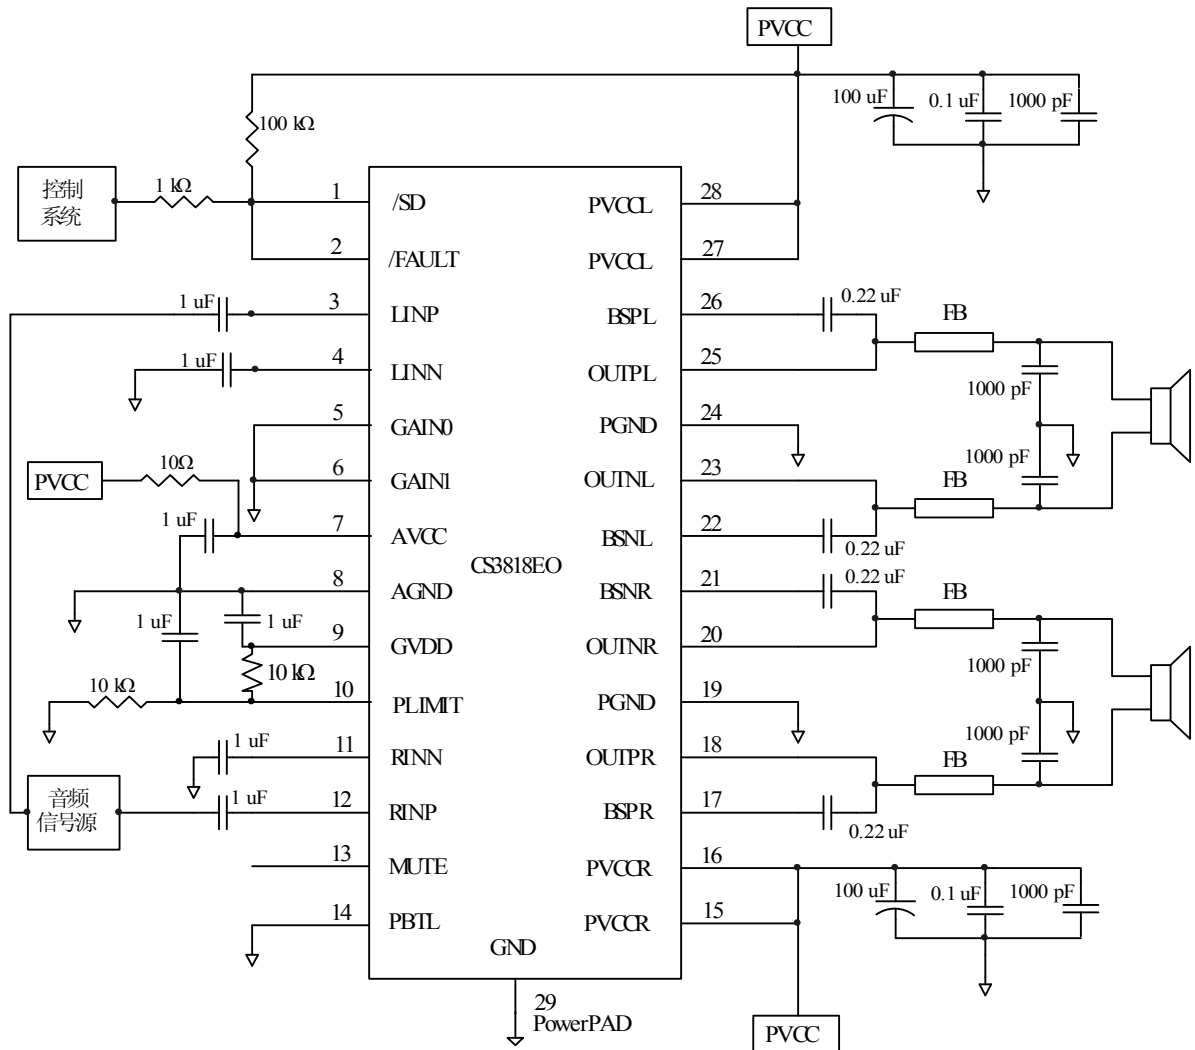 PVCC
100 uF
0.1 uF
1000 pF
100 kΩ
控制
系统
1 kΩ
1
/SD
PVCCL
28
2
/FAULT
PVCCL
27
1 uF
3
LINP
BSPL
26
0.22 uF
FB
1 uF
4
LINN
OUTPL
25
1000 pF
5
GAIN0
PGND
24
PVCC
10Ω
6
GAIN1
OUTNL
23
1000 pF
FB
1 uF
7
AVCC
BSNL
22
0.22 uF
CS3818EO
8
AGND
BSNR
21
0.22 uF
FB
1 uF
1 uF
9
GVDD
OUTNR
20
1000 pF
10 kΩ
10 kΩ
10
PLIMIT
PGND
19
1 uF
11
RINN
OUTPR
18
1000 pF
FB
音频
信号源
1 uF
12
RINP
BSPR
17
0.22 uF
13
MUTE
PVCCR
16
100 uF
0.1 uF
1000 pF
14
PBTL
PVCCR
15
GND
29
PowerPAD
PVCC